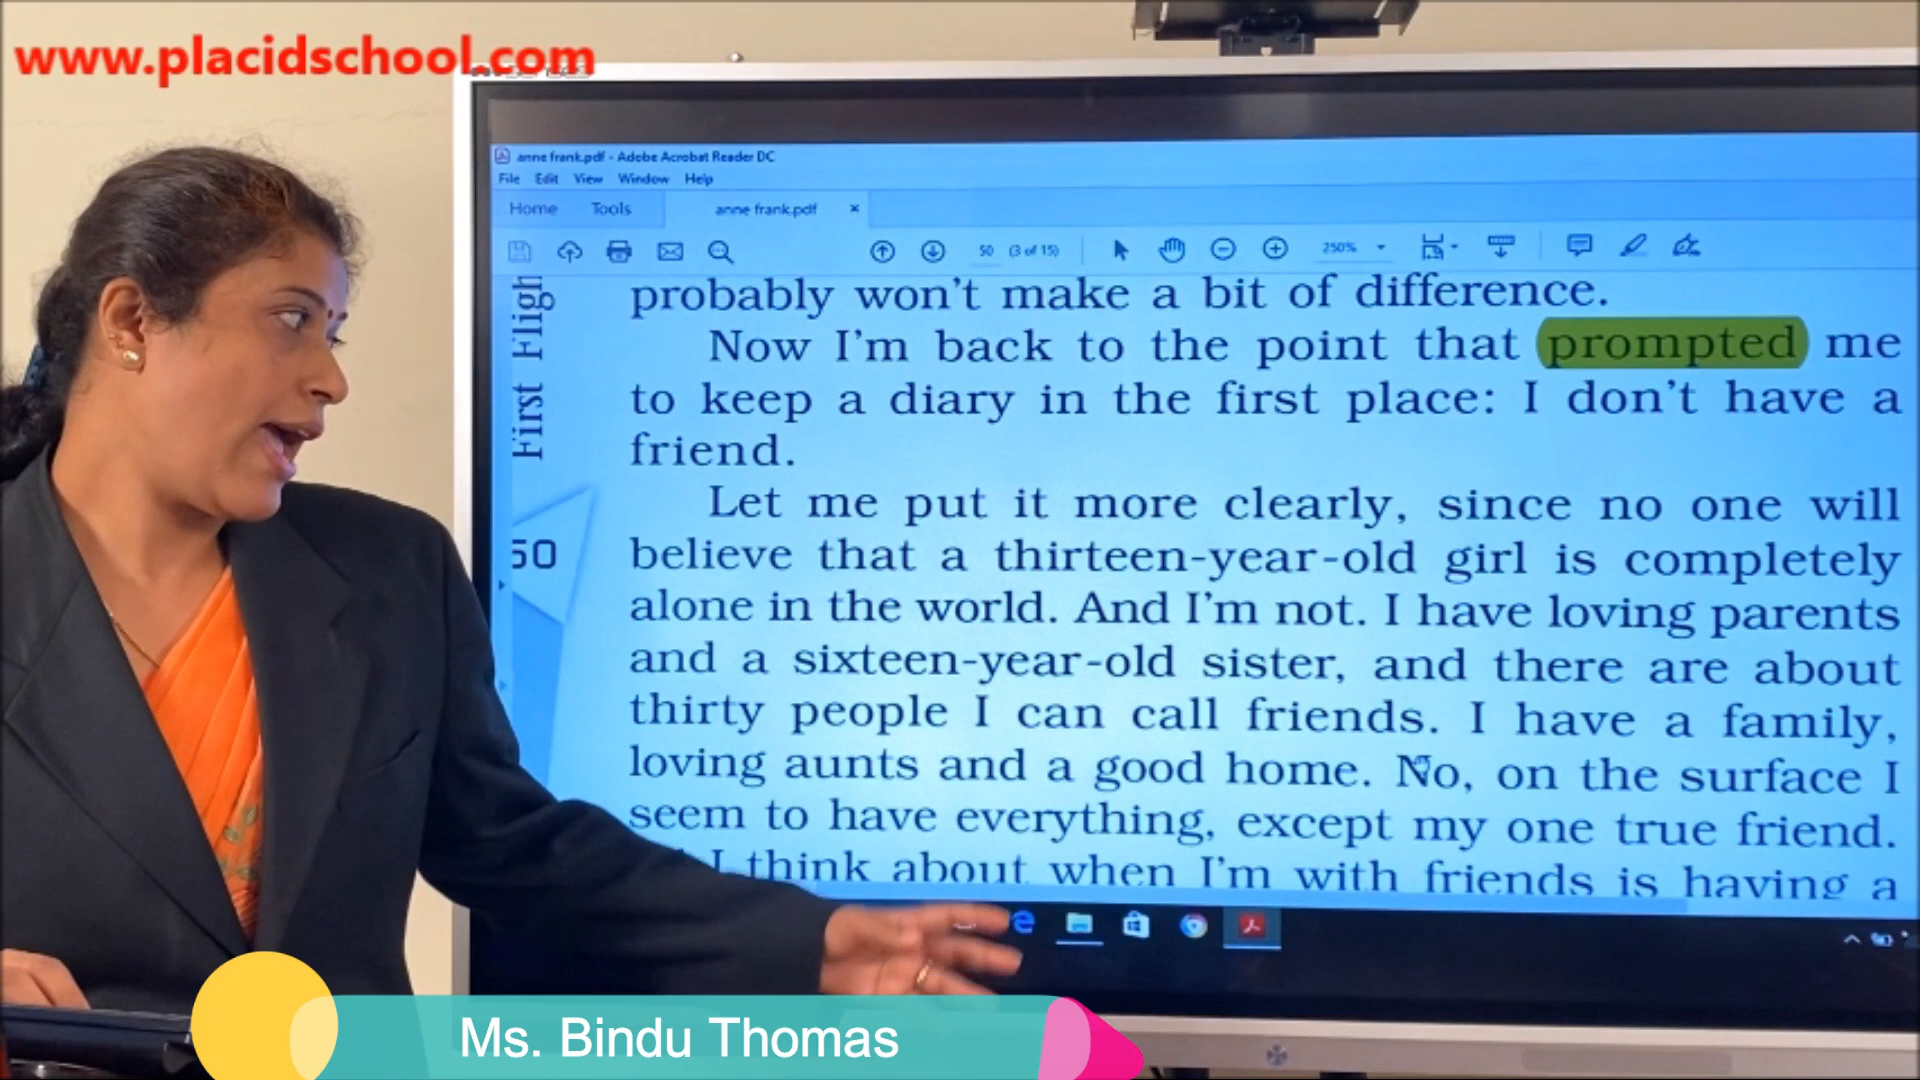 www.placidschool.com
anne frank.pdf - Adobe Acrobat Reader DC
File Edit View Window Help
Home Tools anne frank.pdf ×
50 (3 of 15) 250%
First Fligh
50
probably won't make a bit of difference.
Now I'm back to the point that prompted me
to keep a diary in the first place: I don't have a
friend.
Let me put it more clearly, since no one will
believe that a thirteen-year-old girl is completely
alone in the world. And I'm not. I have loving parents
and a sixteen-year-old sister, and there are about
thirty people I can call friends. I have a family,
loving aunts and a good home. No, on the surface I
seem to have everything, except my one true friend.
I think about when I'm with friends is having a
Ms. Bindu Thomas